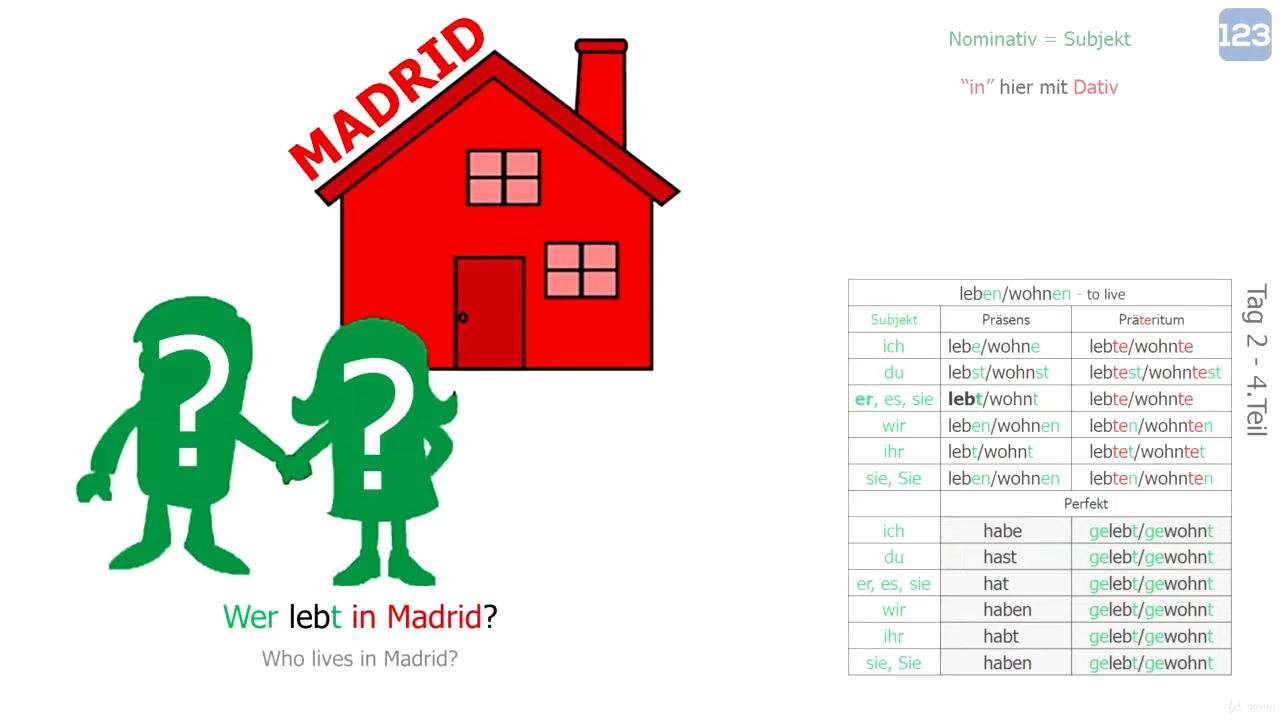 MADRID
Nominativ = Subjekt
123
“in” hier mit Dativ
? ?
Wer lebt in Madrid?
Who lives in Madrid?
leben/wohnen - to live
Subjekt Präsens Präteritum
ich lebe/wohne lebte/wohnte
du lebst/wohnst lebtest/wohntest
er, es, sie lebt/wohnt lebte/wohnte
wir leben/wohnen lebten/wohnten
ihr lebt/wohnt lebtet/wohntet
sie, Sie leben/wohnen lebten/wohnten
Perfekt
ich habe gelebt/gewohnt
du hast gelebt/gewohnt
er, es, sie hat gelebt/gewohnt
wir haben gelebt/gewohnt
ihr habt gelebt/gewohnt
sie, Sie haben gelebt/gewohnt
Tag 2 - 4.Teil